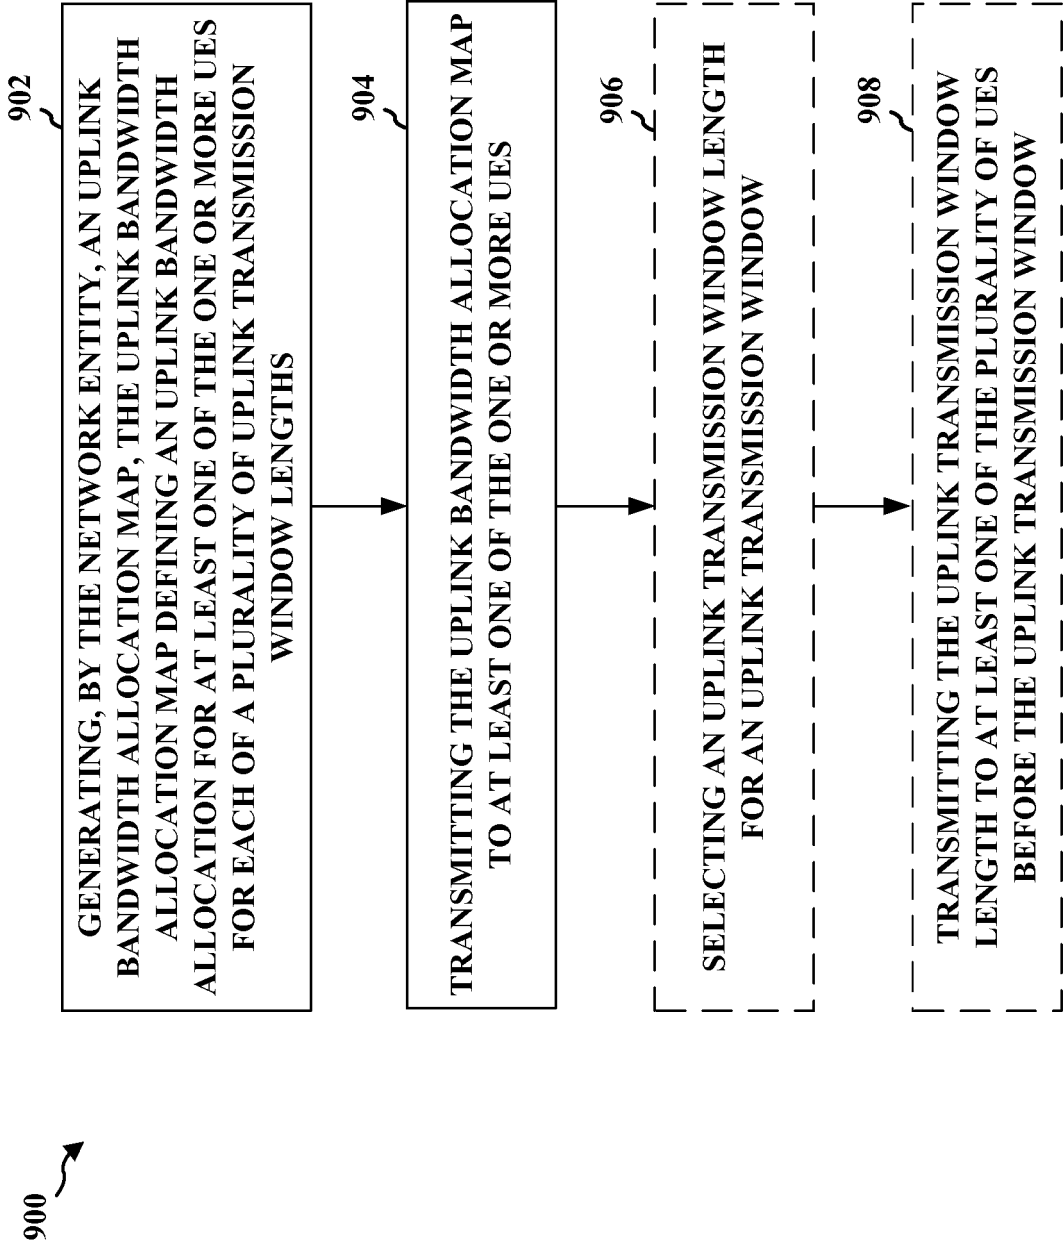 900
902
GENERATING, BY THE NETWORK ENTITY, AN UPLINK
BANDWIDTH ALLOCATION MAP, THE UPLINK BANDWIDTH
ALLOCATION MAP DEFINING AN UPLINK BANDWIDTH
ALLOCATION FOR AT LEAST ONE OF THE ONE OR MORE UES
FOR EACH OF A PLURALITY OF UPLINK TRANSMISSION
WINDOW LENGTHS
904
TRANSMITTING THE UPLINK BANDWIDTH ALLOCATION MAP
TO AT LEAST ONE OF THE ONE OR MORE UES
906
SELECTING AN UPLINK TRANSMISSION WINDOW LENGTH
FOR AN UPLINK TRANSMISSION WINDOW
908
TRANSMITTING THE UPLINK TRANSMISSION WINDOW
LENGTH TO AT LEAST ONE OF THE PLURALITY OF UES
BEFORE THE UPLINK TRANSMISSION WINDOW